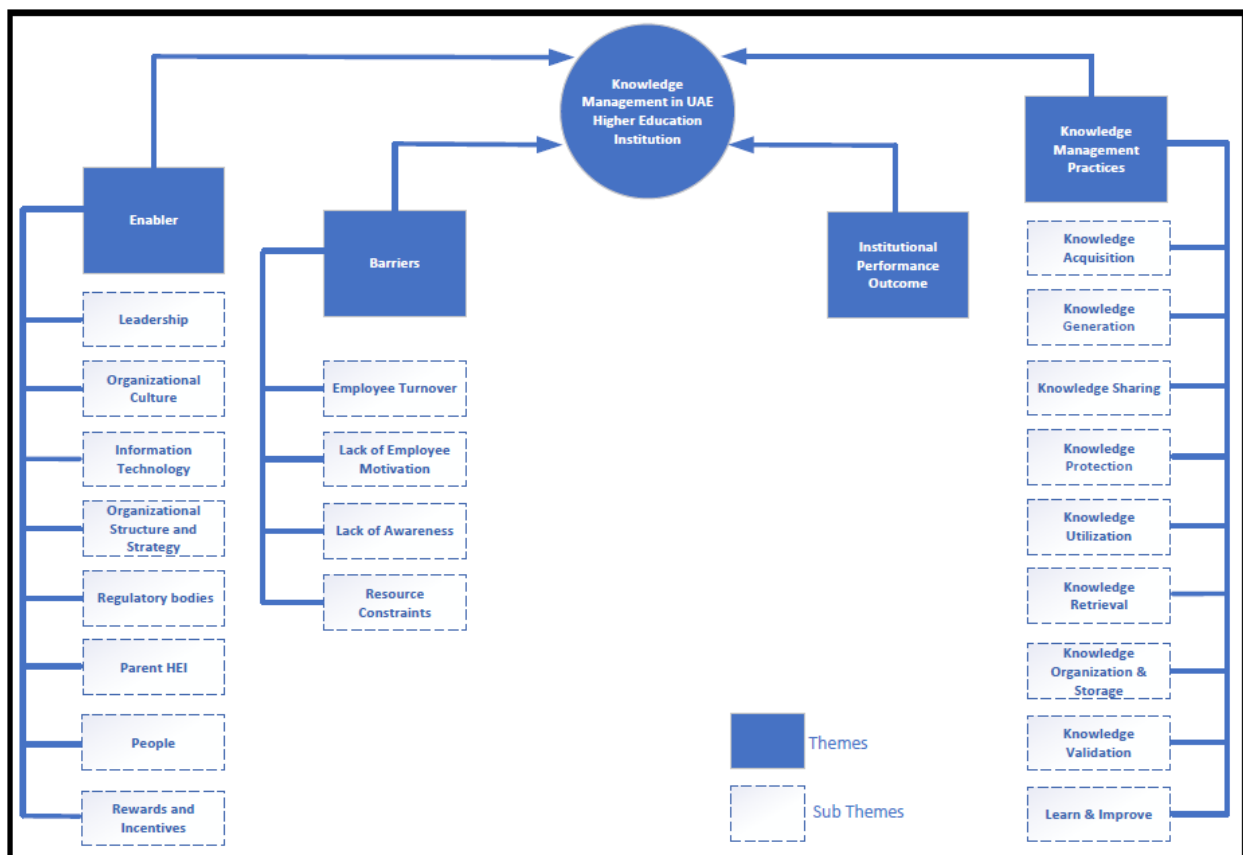 Knowledge
Management in UAE
Higher Education
Institution
Enabler
Leadership
Organizational
Culture
Information
Technology
Organizational
Structure and
Strategy
Regulatory bodies
Parent HEI
People
Rewards and
Incentives
Barriers
Employee Turnover
Lack of Employee
Motivation
Lack of Awareness
Resource
Constraints
Institutional
Performance
Outcome
Knowledge
Management
Practices
Knowledge
Acquisition
Knowledge
Generation
Knowledge Sharing
Knowledge
Protection
Knowledge
Utilization
Knowledge
Retrieval
Knowledge
Organization &
Storage
Knowledge
Validation
Learn & Improve
Themes
Sub Themes